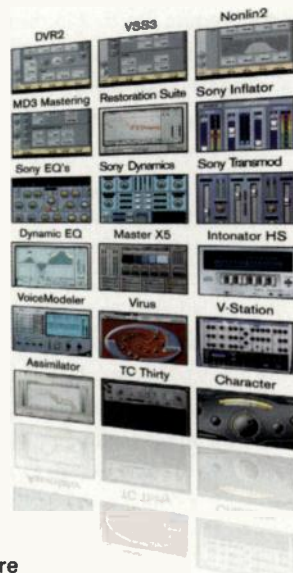 DVR2 VSS3 Nonlin2
MD3 Mastering Restoration Suite Sony Inflator
Sony EQ's Sony Dynamics Sony Transmod
Dynamic EQ Master X5 Intonator HS
VoiceModeler Virus V-Station
Assimilator TC Thirty Character
re